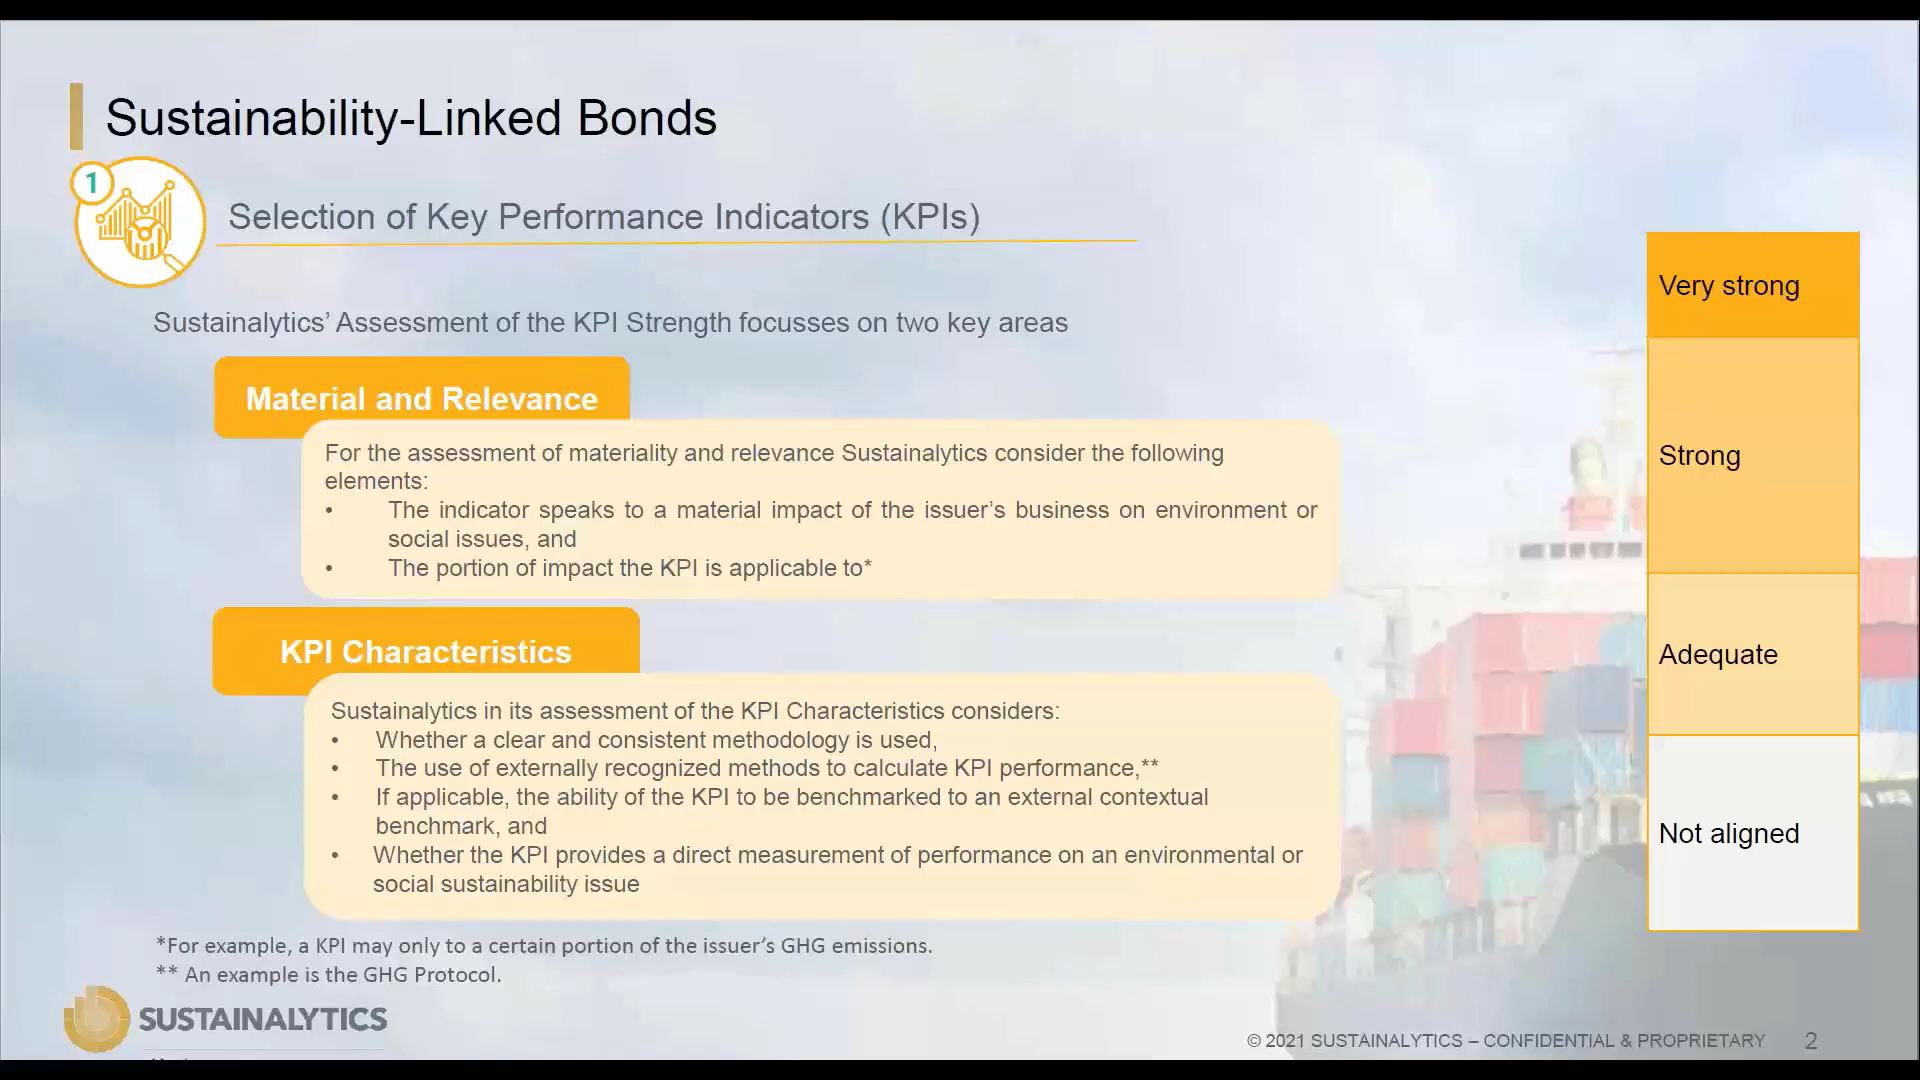 Sustainability-Linked Bonds
1
Selection of Key Performance Indicators (KPIs)
Sustainalytics’ Assessment of the KPI Strength focusses on two key areas
Material and Relevance
For the assessment of materiality and relevance Sustainalytics consider the following
elements:
• The indicator speaks to a material impact of the issuer’s business on environment or
social issues, and
• The portion of impact the KPI is applicable to*
KPI Characteristics
Sustainalytics in its assessment of the KPI Characteristics considers:
• Whether a clear and consistent methodology is used,
• The use of externally recognized methods to calculate KPI performance,**
• If applicable, the ability of the KPI to be benchmarked to an external contextual
benchmark, and
• Whether the KPI provides a direct measurement of performance on an environmental or
social sustainability issue
*For example, a KPI may only to a certain portion of the issuer’s GHG emissions.
** An example is the GHG Protocol.
Very strong
Strong
Adequate
Not aligned
SUSTAINALYTICS
© 2021 SUSTAINALYTICS – CONFIDENTIAL & PROPRIETARY
2